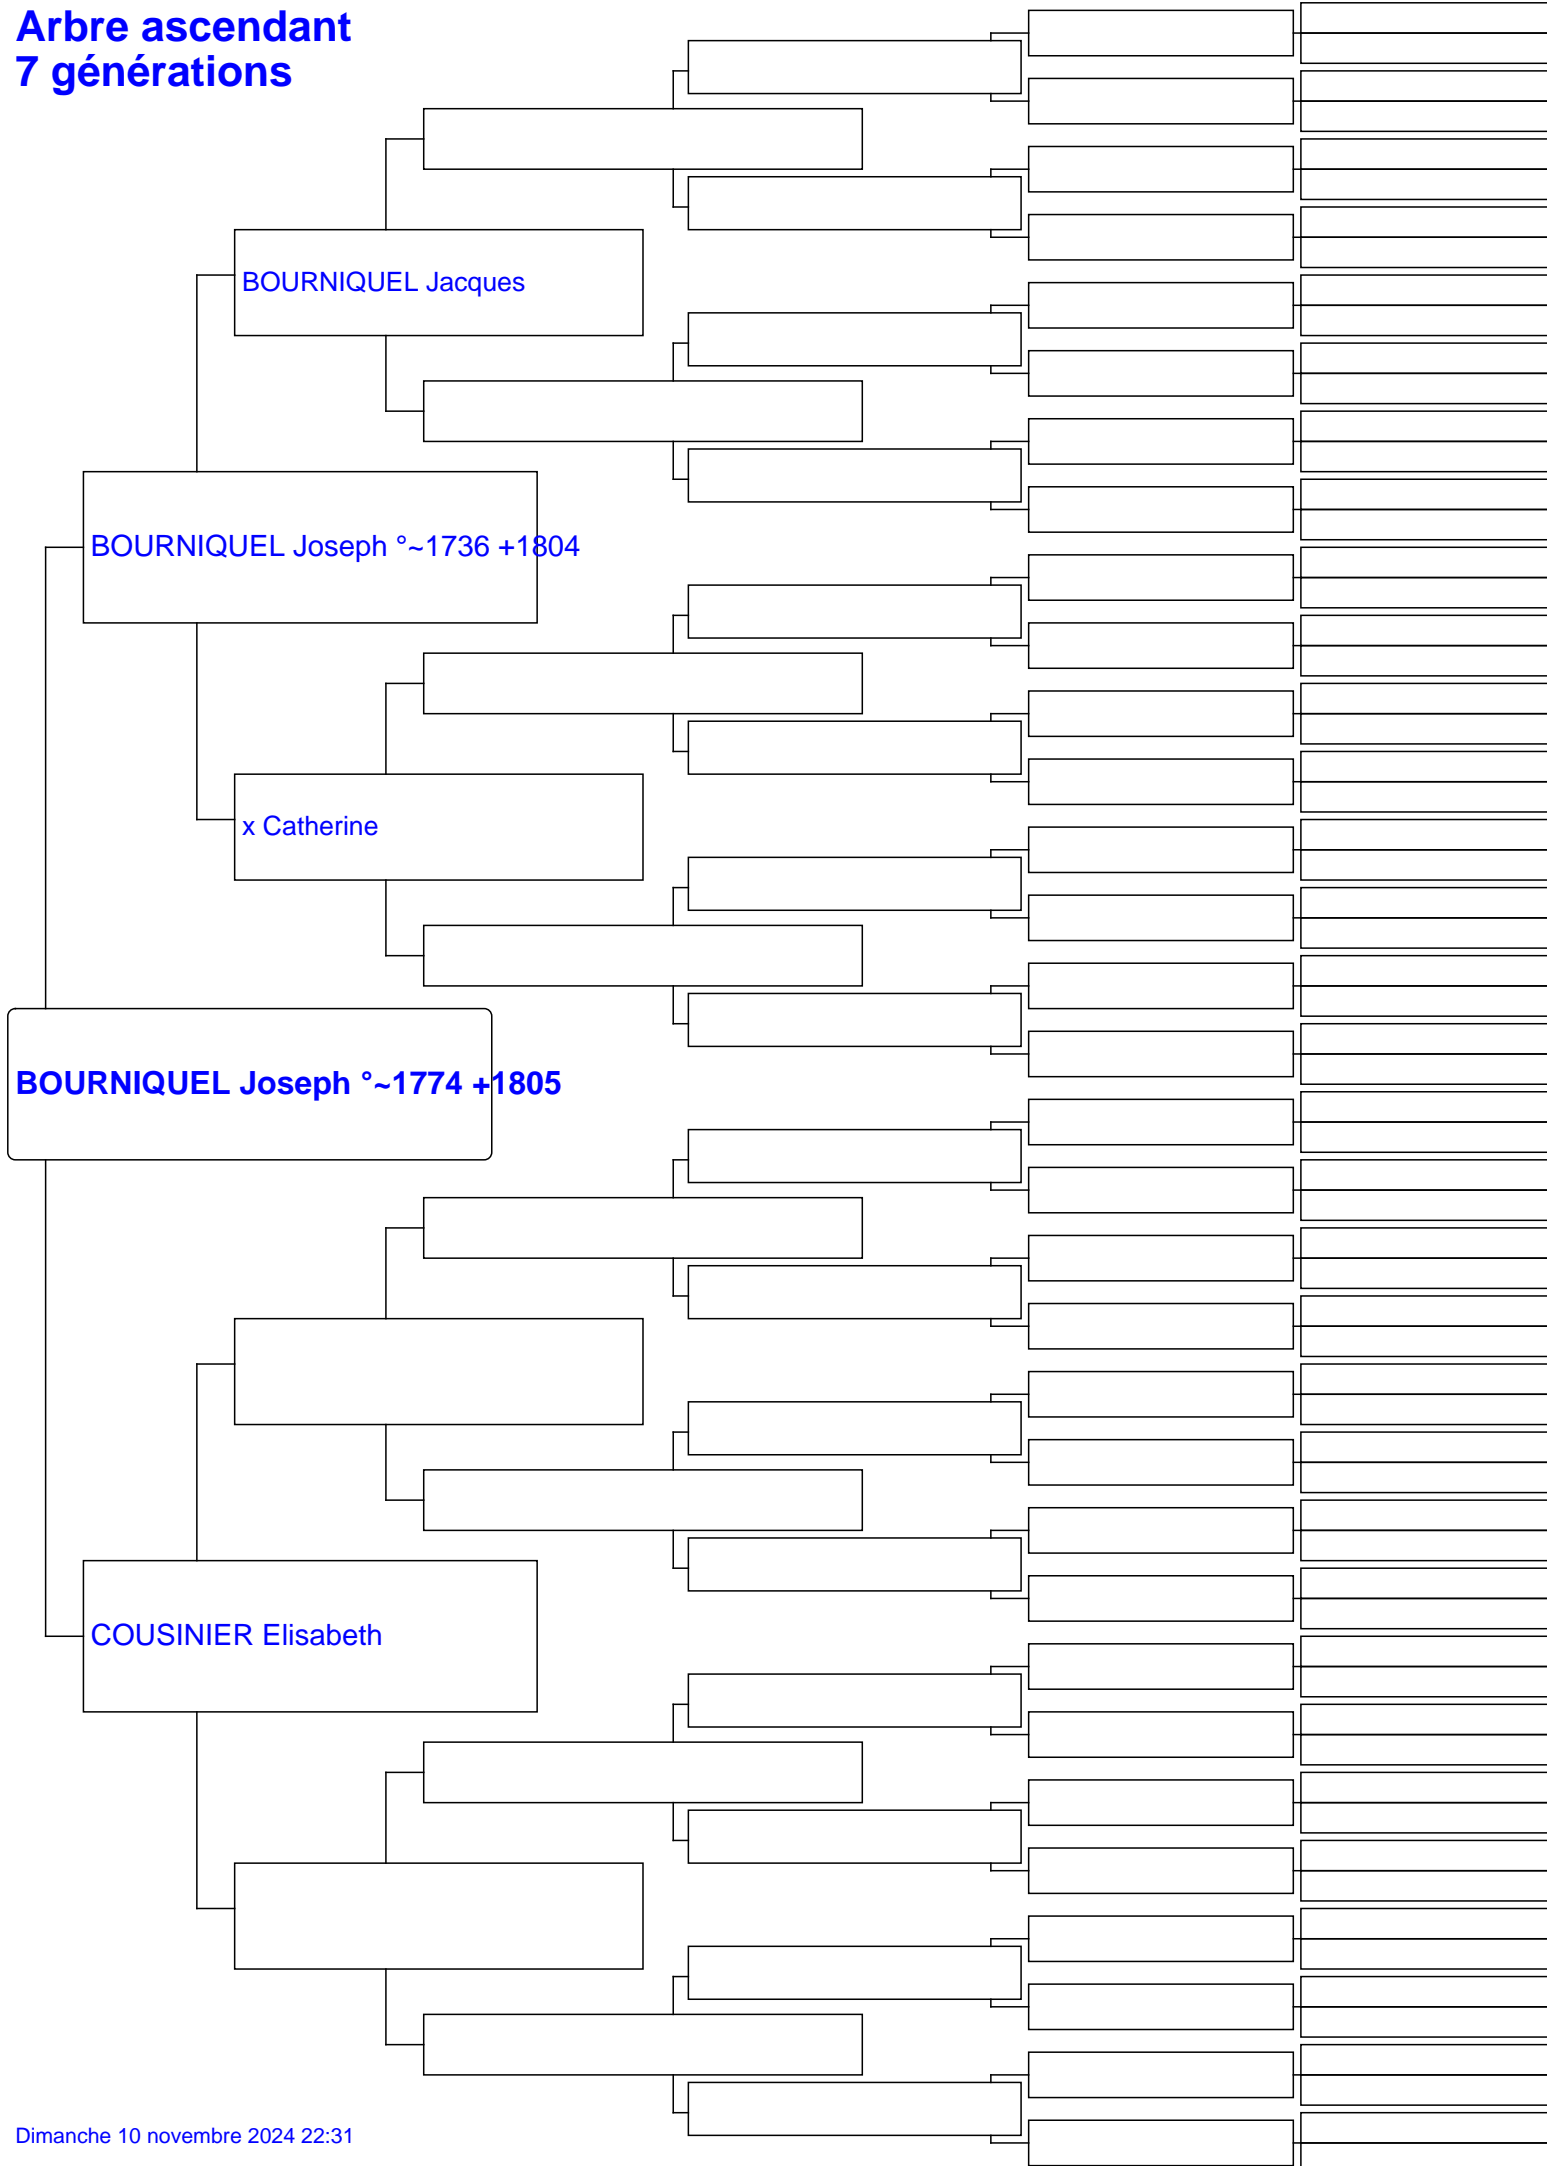 Arbre ascendant
7 générations
BOURNIQUEL Jacques
BOURNIQUEL Joseph °~1736 +1804
x Catherine
BOURNIQUEL Joseph °~1774 +1805
COUSINIER Elisabeth
Dimanche 10 novembre 2024 22:31